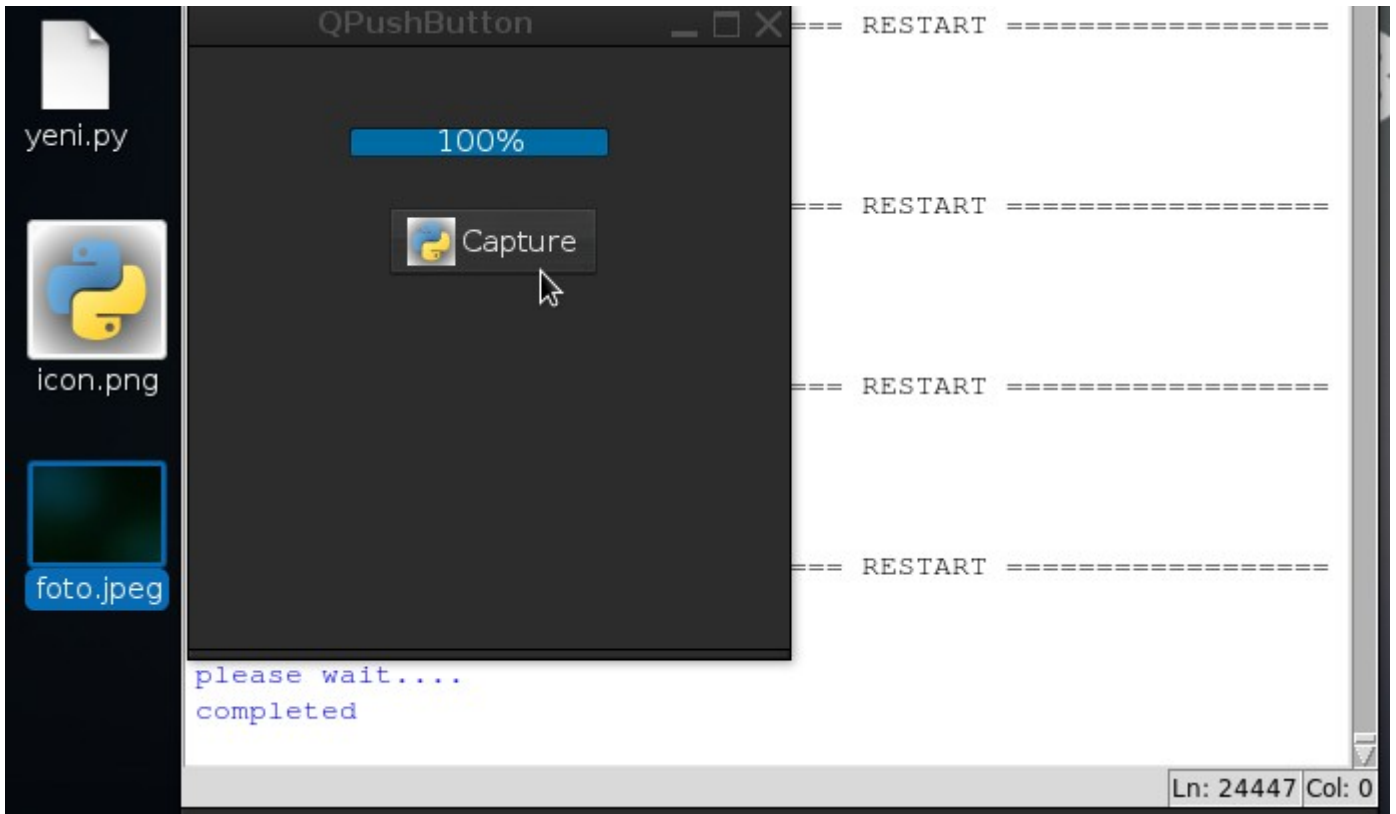 QPushButton
=== RESTART ==================
yeni.py
100%
=== RESTART ==================
Capture
icon.png
=== RESTART ==================
=== RESTART ==================
foto.jpeg
please wait....
completed
Ln: 24447 Col: 0